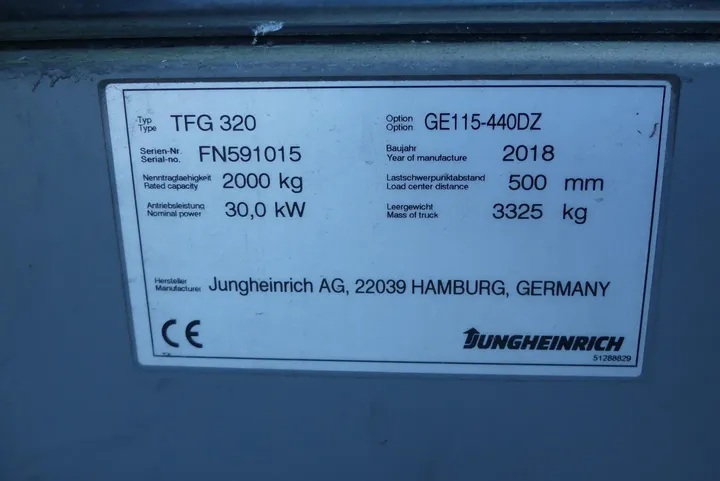 Typ TFG 320 Option GE115-440DZ
Type Option
Serien-Nr. FN591015 Baujahr 2018
Serial-no. Year of manufacture
Nenntraglaehigkeit 2000 kg Lastschwerpunktabstand 500 mm
Rated capacity Load center distance
Antriebsleistung 30,0 kW Leergewicht 3325 kg
Nominal power Mass of truck
Hersteller Jungheinrich AG, 22039 HAMBURG, GERMANY
Manufacturer
CE
JUNGHEINRICH
51280829